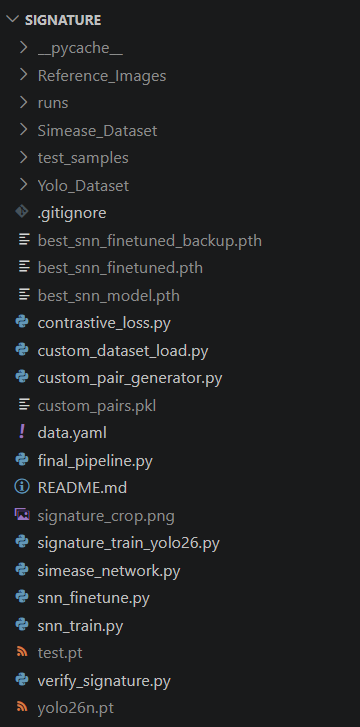 SIGNATURE
__pycache__
Reference_Images
runs
Simease_Dataset
test_samples
Yolo_Dataset
.gitignore
best_snn_finetuned_backup.pth
best_snn_finetuned.pth
best_snn_model.pth
contrastive_loss.py
custom_dataset_load.py
custom_pair_generator.py
custom_pairs.pkl
data.yaml
final_pipeline.py
README.md
signature_crop.png
signature_train_yolo26.py
simease_network.py
snn_finetune.py
snn_train.py
test.pt
verify_signature.py
yolo26n.pt